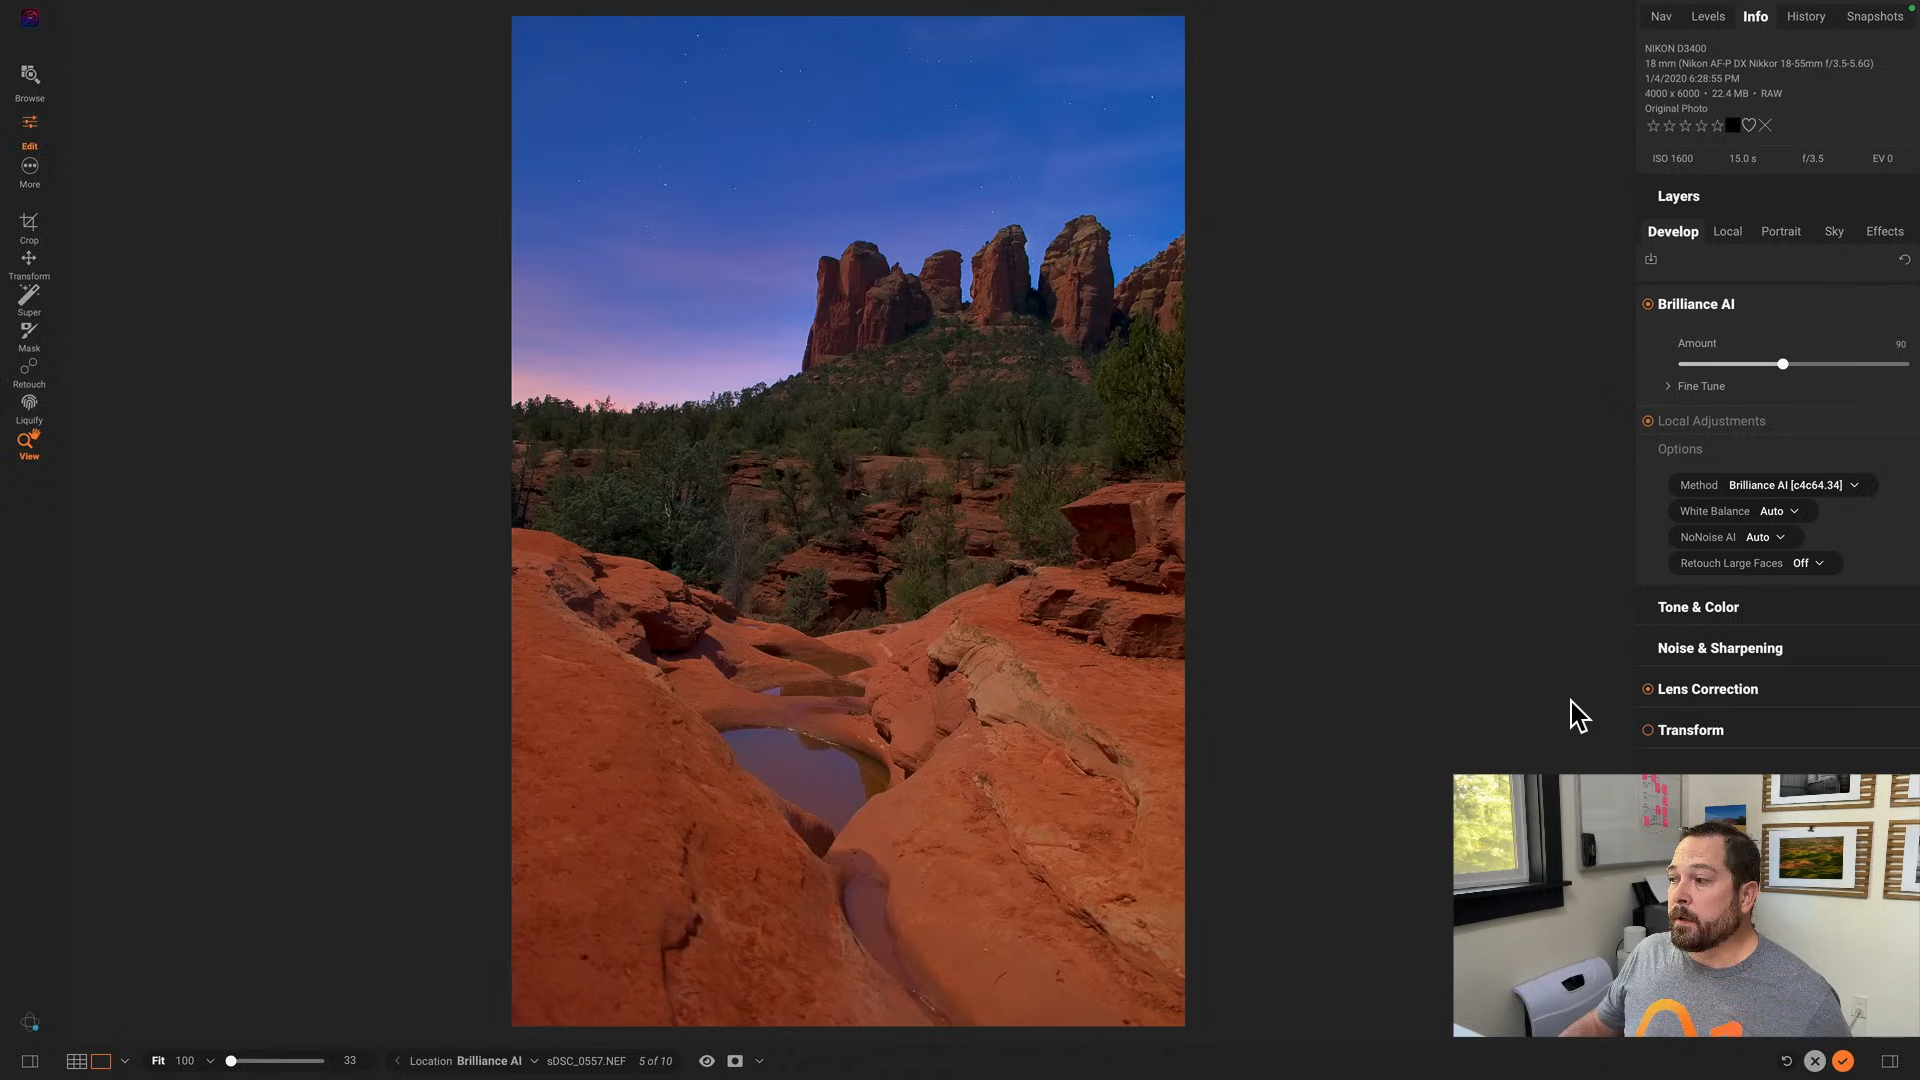 Nav Levels Info History Snapshots
NIKON D3400
18 mm (Nikon AF-P DX Nikkor 18-55mm f/3.5-5.6G)
1/4/2020 6:28:55 PM
4000 x 6000 • 22.4 MB • RAW
Original Photo
ISO 1600 15.0 s f/3.5 EV 0
Layers
Develop Local Portrait Sky Effects
Brilliance AI
Amount 90
Fine Tune
Local Adjustments
Options
Method Brilliance AI [c4c64.34]
White Balance Auto
NoNoise AI Auto
Retouch Large Faces Off
Tone & Color
Noise & Sharpening
Lens Correction
Transform
Browse
Edit
More
Crop
Transform
Super
Mask
Retouch
Liquify
View
Fit 100 33 Location Brilliance AI sDSC_0557.NEF 5 of 10